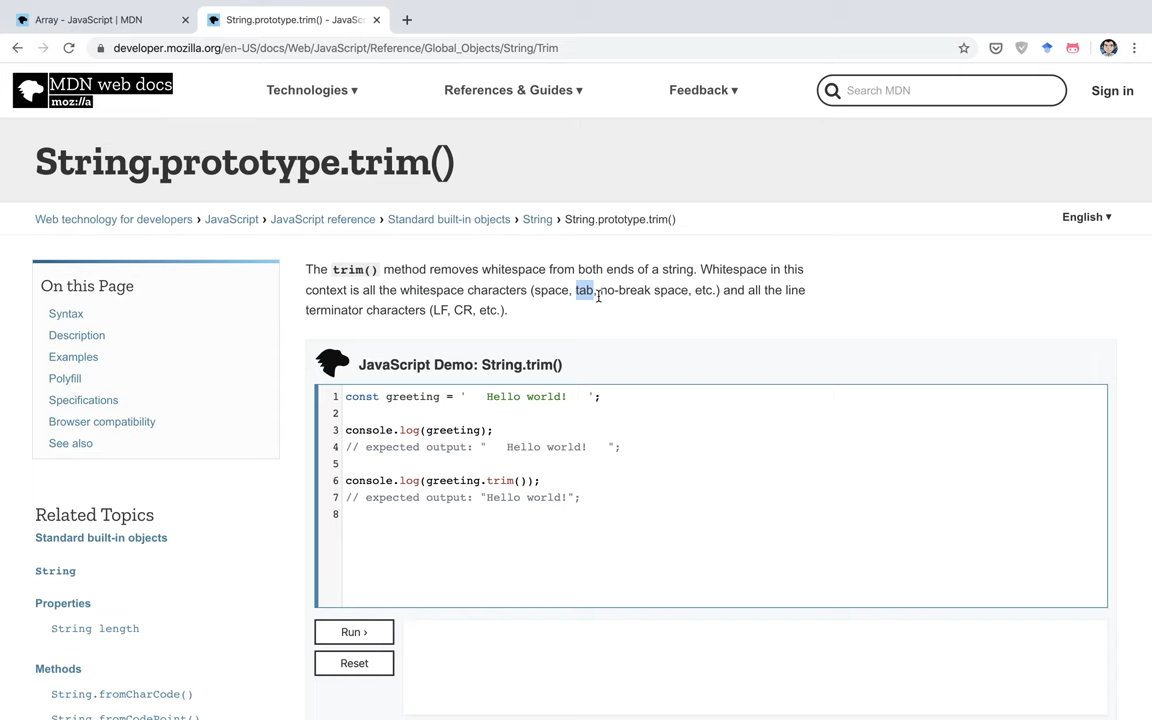 Array - JavaScript | MDN
String.prototype.trim() - JavaSc
developer.mozilla.org/en-US/docs/Web/JavaScript/Reference/Global_Objects/String/Trim
MDN web docs
moz://a
Technologies ▾
References & Guides ▾
Feedback ▾
Search MDN
Sign in
String.prototype.trim()
Web technology for developers › JavaScript › JavaScript reference › Standard built-in objects › String › String.prototype.trim()
English ▾
On this Page
Syntax
Description
Examples
Polyfill
Specifications
Browser compatibility
See also
Related Topics
Standard built-in objects
String
Properties
String length
Methods
String.fromCharCode()
String.fromCodePoint()
The trim() method removes whitespace from both ends of a string. Whitespace in this
context is all the whitespace characters (space, tab, no-break space, etc.) and all the line
terminator characters (LF, CR, etc.).
JavaScript Demo: String.trim()
1 const greeting = '   Hello world!   ';
2
3 console.log(greeting);
4 // expected output: "   Hello world!   ";
5
6 console.log(greeting.trim());
7 // expected output: "Hello world!";
8
Run ›
Reset